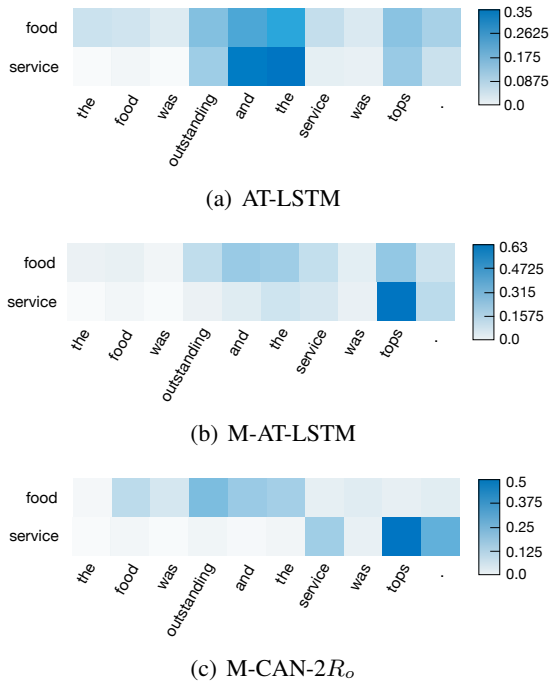 food
service
0.35
0.2625
0.175
0.0875
0.0
the food was outstanding and the service was tops .
(a) AT-LSTM
food
service
0.63
0.4725
0.315
0.1575
0.0
the food was outstanding and the service was tops .
(b) M-AT-LSTM
food
service
0.5
0.375
0.25
0.125
0.0
the food was outstanding and the service was tops .
(c) M-CAN-2Rₒ